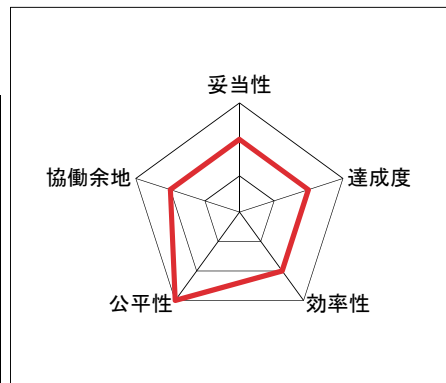 妥当性
協働余地
達成度
公平性
効率性